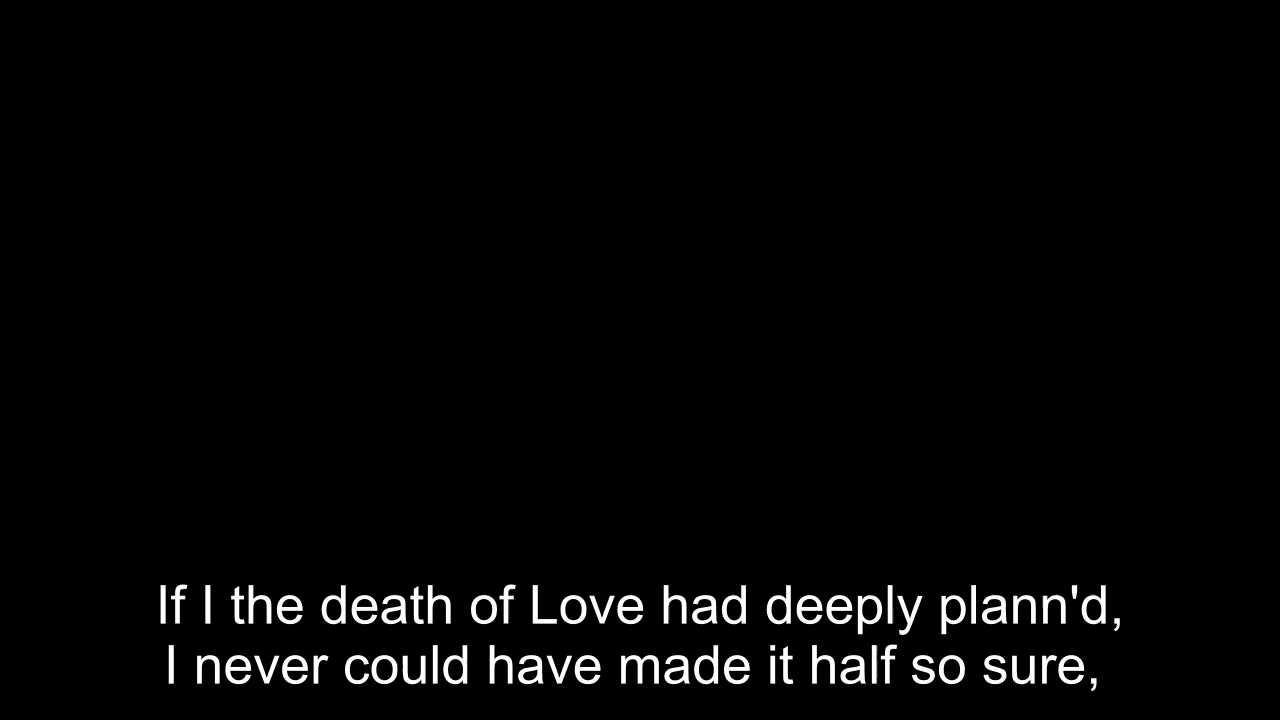 If I the death of Love had deeply plann'd,
I never could have made it half so sure,